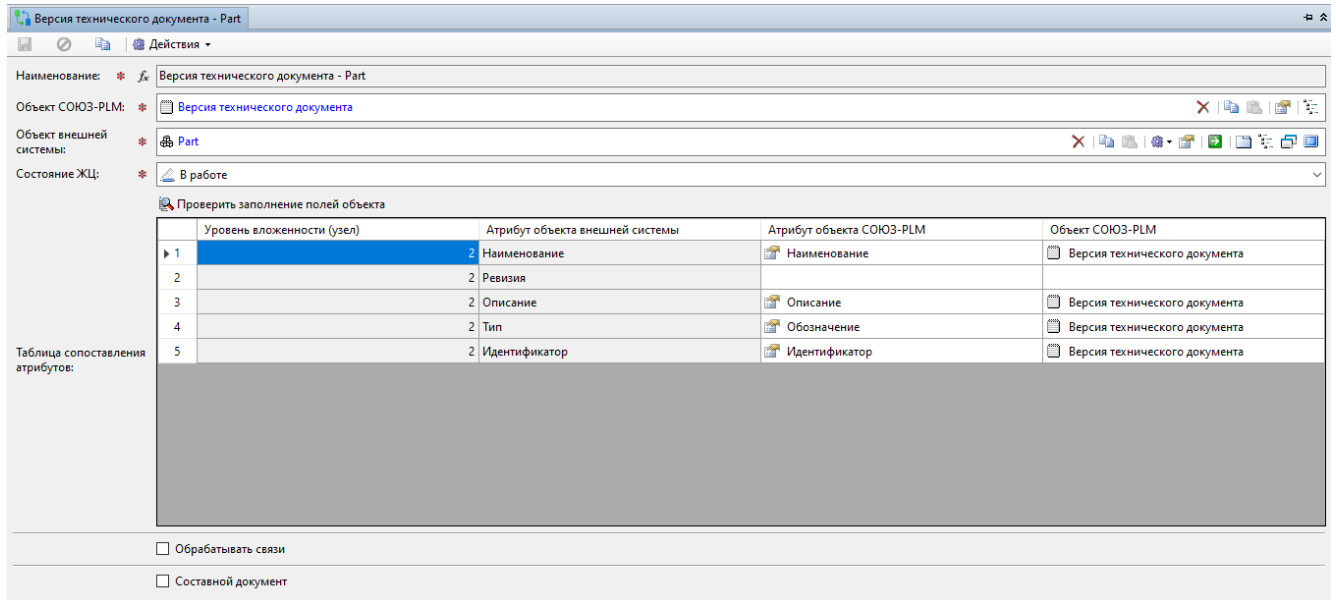 Версия технического документа - Part
Действия
Наименование: * fx Версия технического документа - Part
Объект СОЮЗ-PLM: * Версия технического документа
Объект внешней системы: * Part
Состояние ЖЦ: * В работе
Проверить заполнение полей объекта
Уровень вложенности (узел) Атрибут объекта внешней системы Атрибут объекта СОЮЗ-PLM Объект СОЮЗ-PLM
1 2 Наименование Наименование Версия технического документа
2 2 Ревизия
3 2 Описание Описание Версия технического документа
4 2 Тип Обозначение Версия технического документа
5 2 Идентификатор Идентификатор Версия технического документа
Таблица сопоставления
атрибутов:
Обрабатывать связи
Составной документ